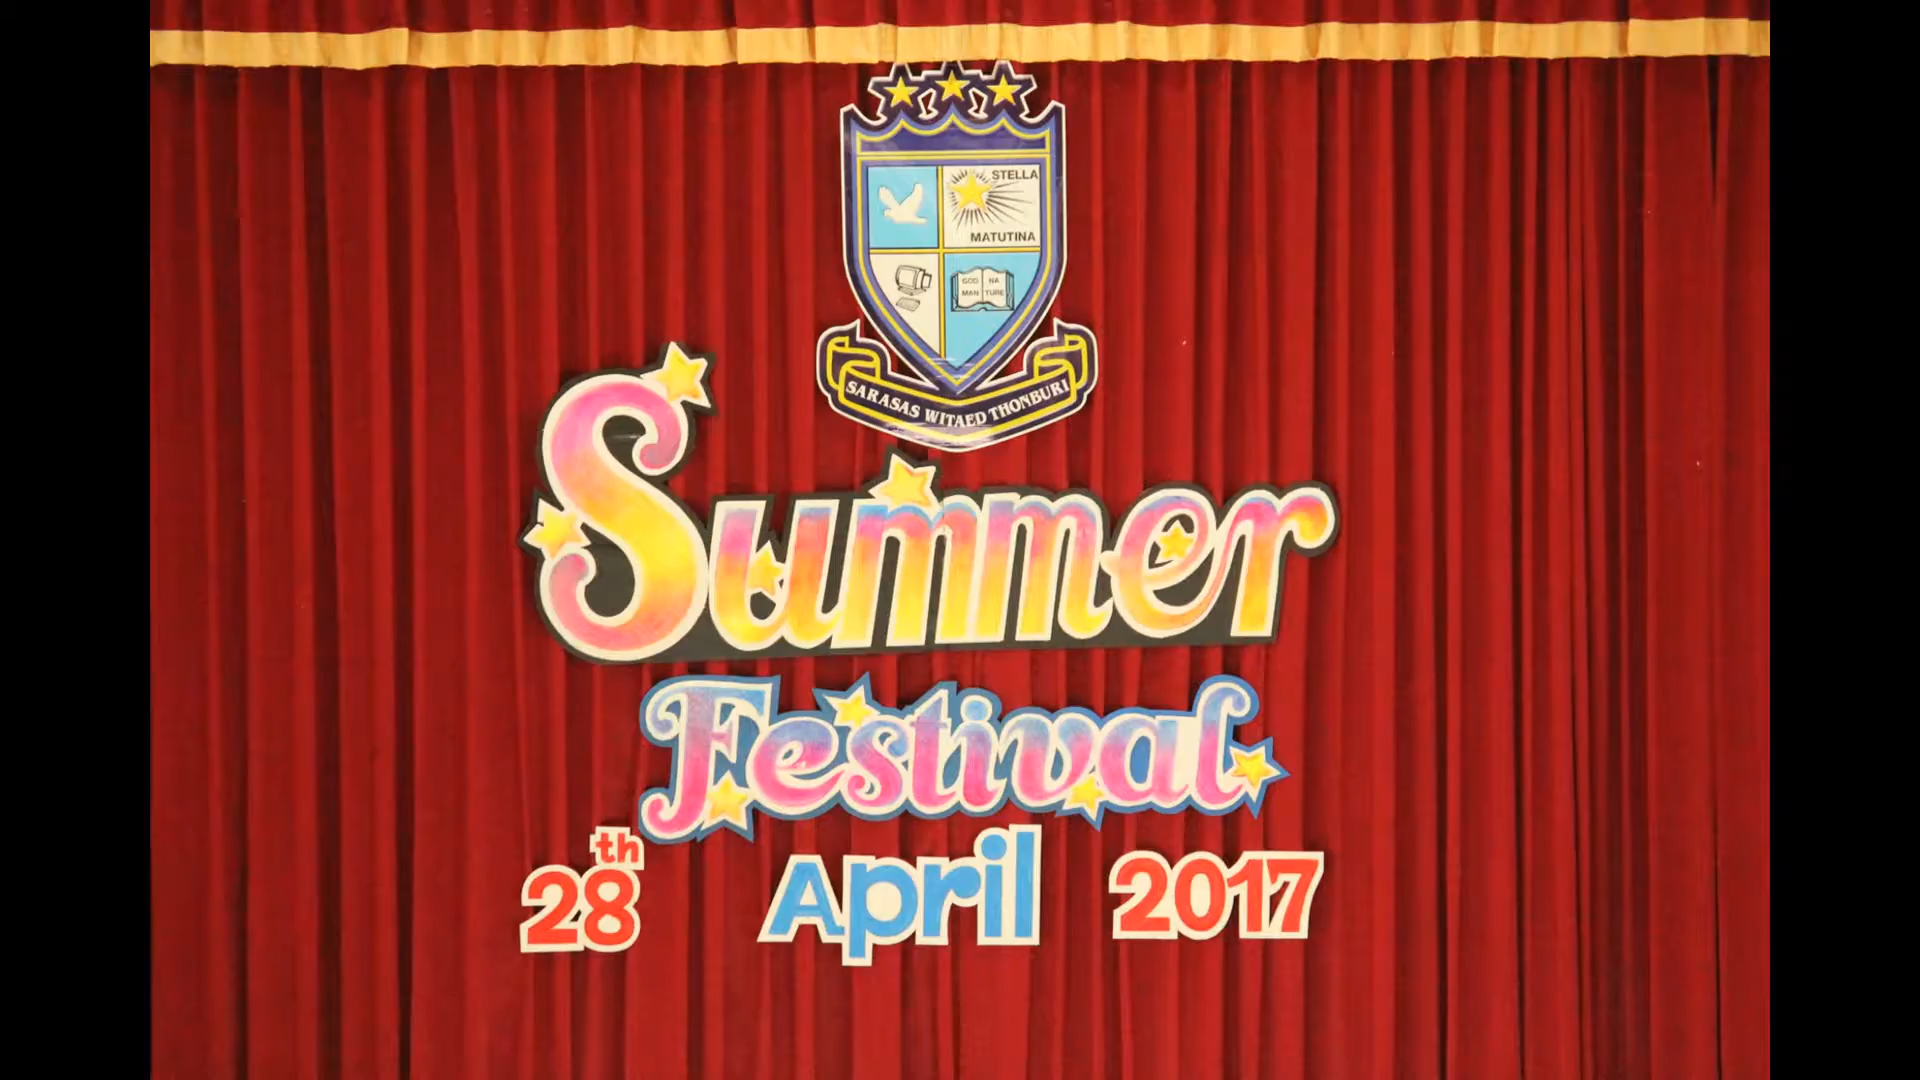 STELLA
MATUTINA
GOD NA
MAN TURE
SARASAS WITAED THONBURI
Summer
Festival
28th April 2017